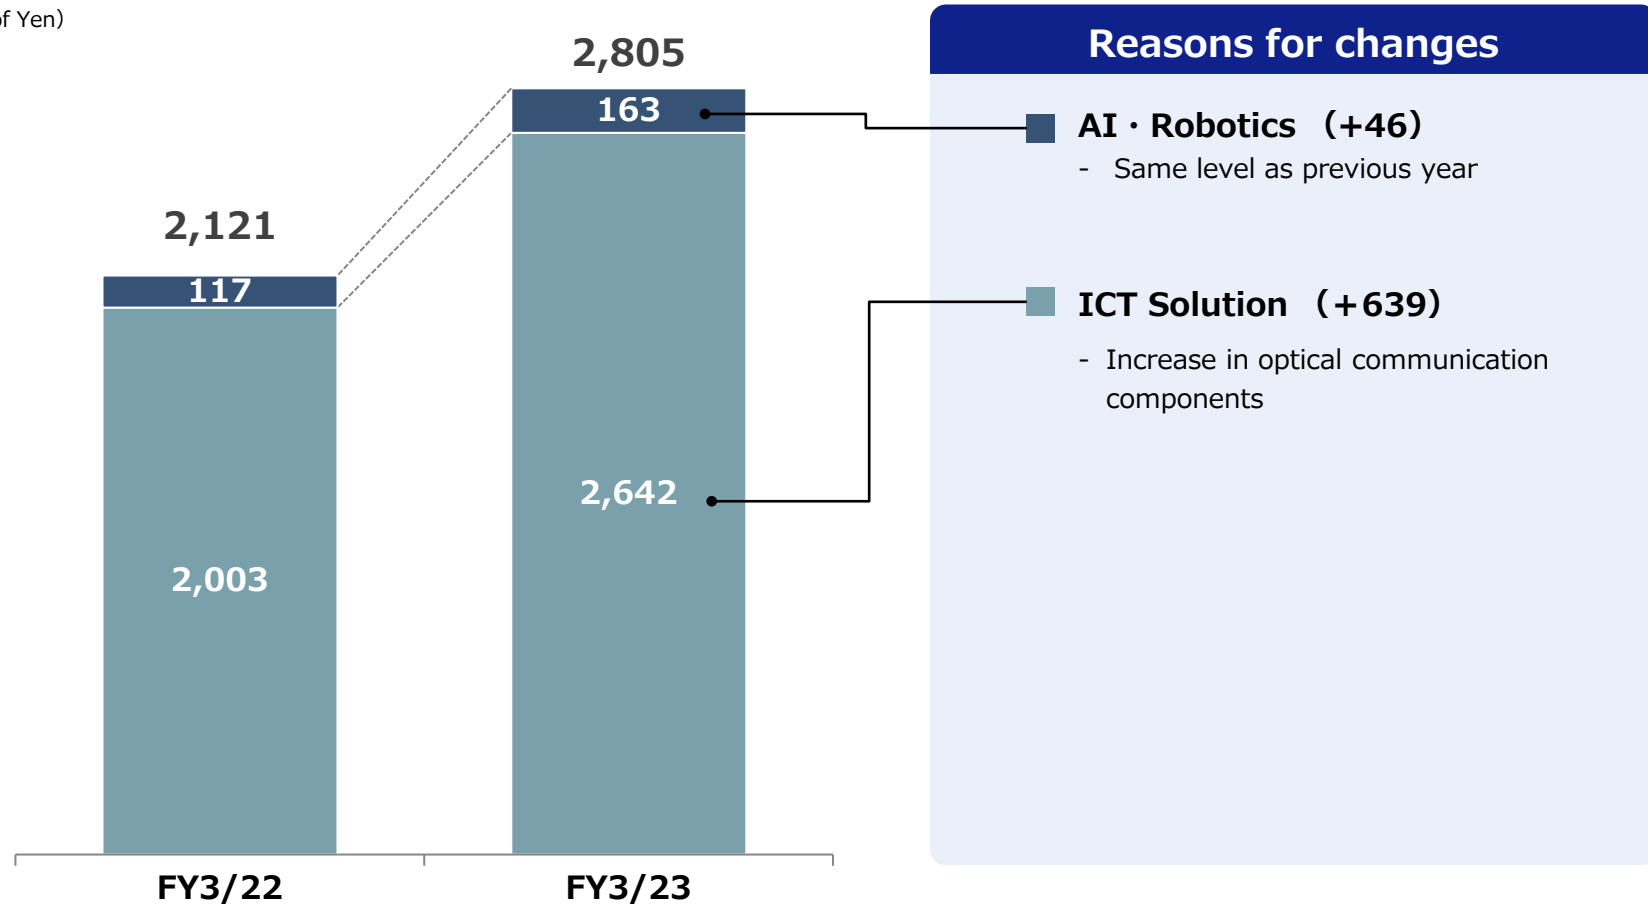 of Yen）
2,805
163
2,121
117
2,642
2,003
FY3/22
FY3/23
Reasons for changes
AI・Robotics （+46）
- Same level as previous year
ICT Solution （+639）
- Increase in optical communication
components